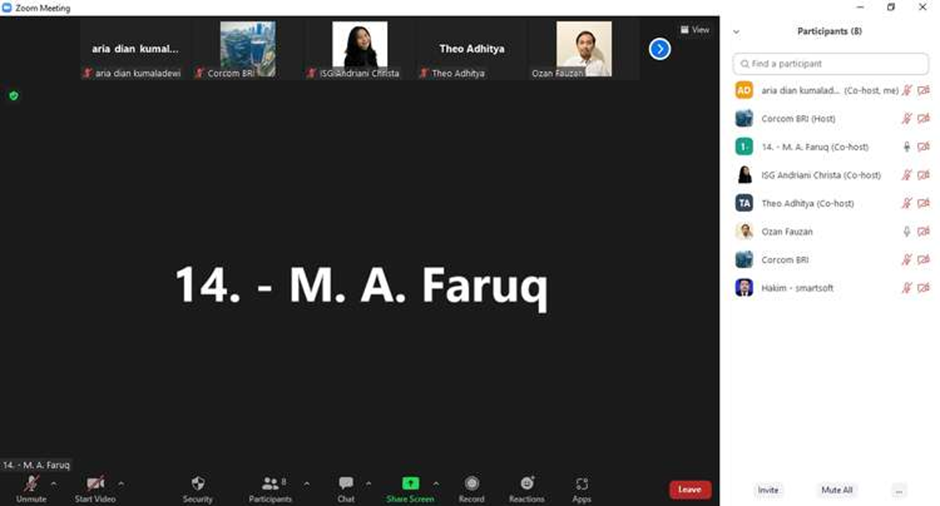 Zoom Meeting
aria dian kumal...
Theo Adhitya
View
aria dian kumaladewi
Corcom BRI
ISG Andriani Christa
Theo Adhitya
Ozan Fauzan
14. - M. A. Faruq
14. - M. A. Faruq
Unmute
Start Video
Security
Participants
8
Chat
Share Screen
Record
Reactions
Apps
Leave
Participants (8)
Find a participant
AD
aria dian kumalad... (Co-host, me)
Corcom BRI (Host)
1-
14. - M. A. Faruq (Co-host)
ISG Andriani Christa (Co-host)
TA
Theo Adhitya (Co-host)
Ozan Fauzan
Corcom BRI
Hakim - smartsoft
Invite
Mute All
...